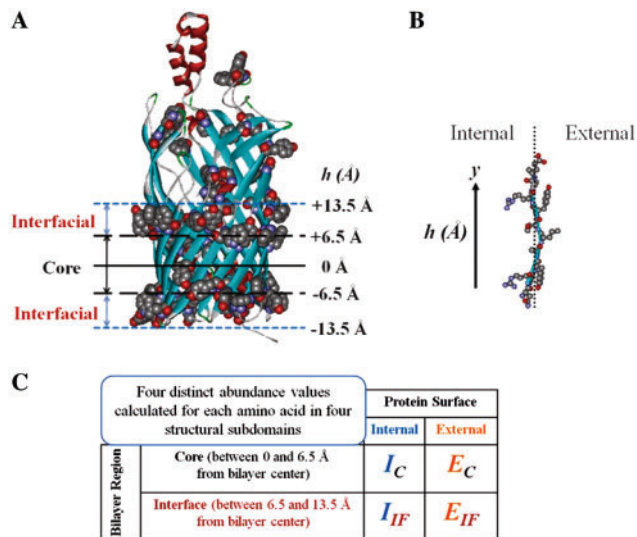 A
B
Internal
External
y
h (Å)
h (Å)
+13.5 Å
Interfacial
+6.5 Å
Core
0 Å
-6.5 Å
Interfacial
-13.5 Å
C
Four distinct abundance values
calculated for each amino acid in four
structural subdomains
Protein Surface
Internal
External
Bilayer Region
Core (between 0 and 6.5 Å
from bilayer center)
I_C
E_C
Interface (between 6.5 and 13.5 Å
from bilayer center)
I_IF
E_IF